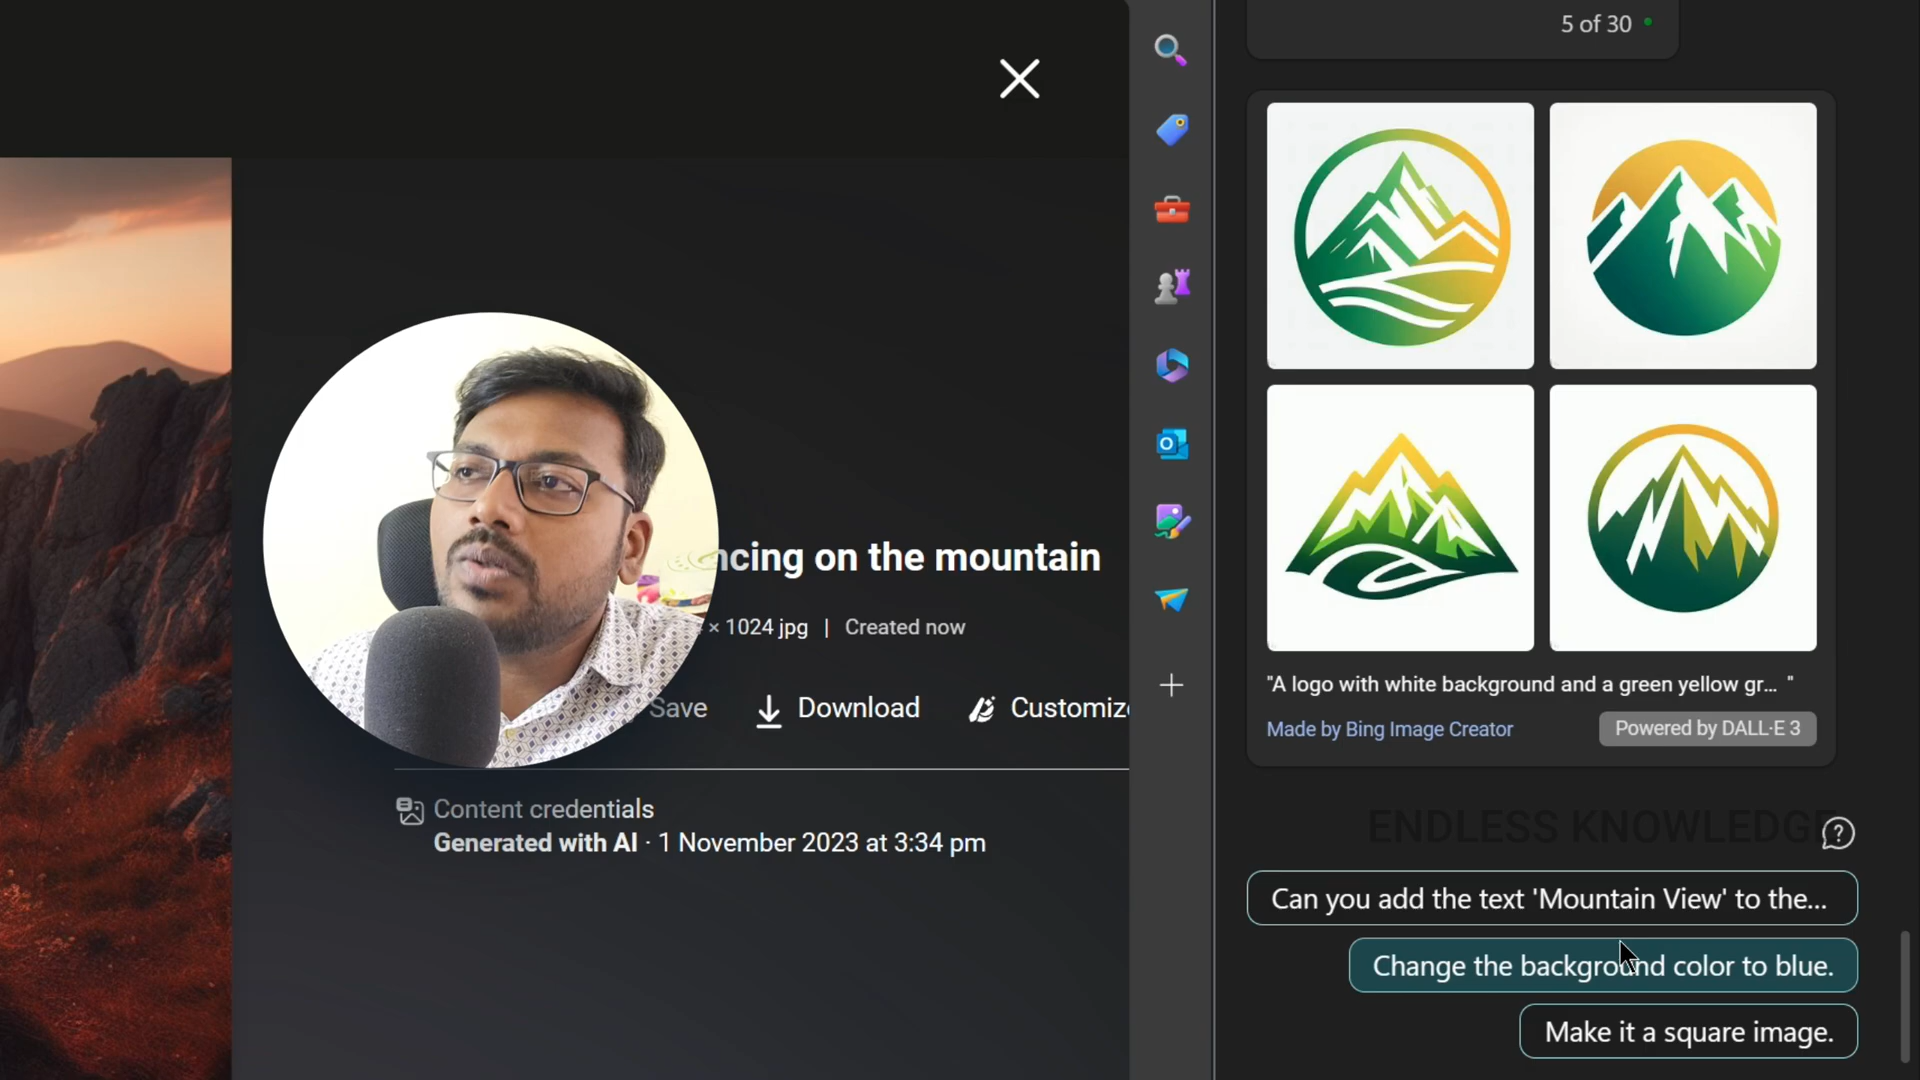 5 of 30
ncing on the mountain
× 1024 jpg | Created now
Save Download Customize
Content credentials
Generated with AI · 1 November 2023 at 3:34 pm
"A logo with white background and a green yellow gr... "
Made by Bing Image Creator
Powered by DALL·E 3
ENDLESS KNOWLEDGE
Can you add the text 'Mountain View' to the...
Change the background color to blue.
Make it a square image.